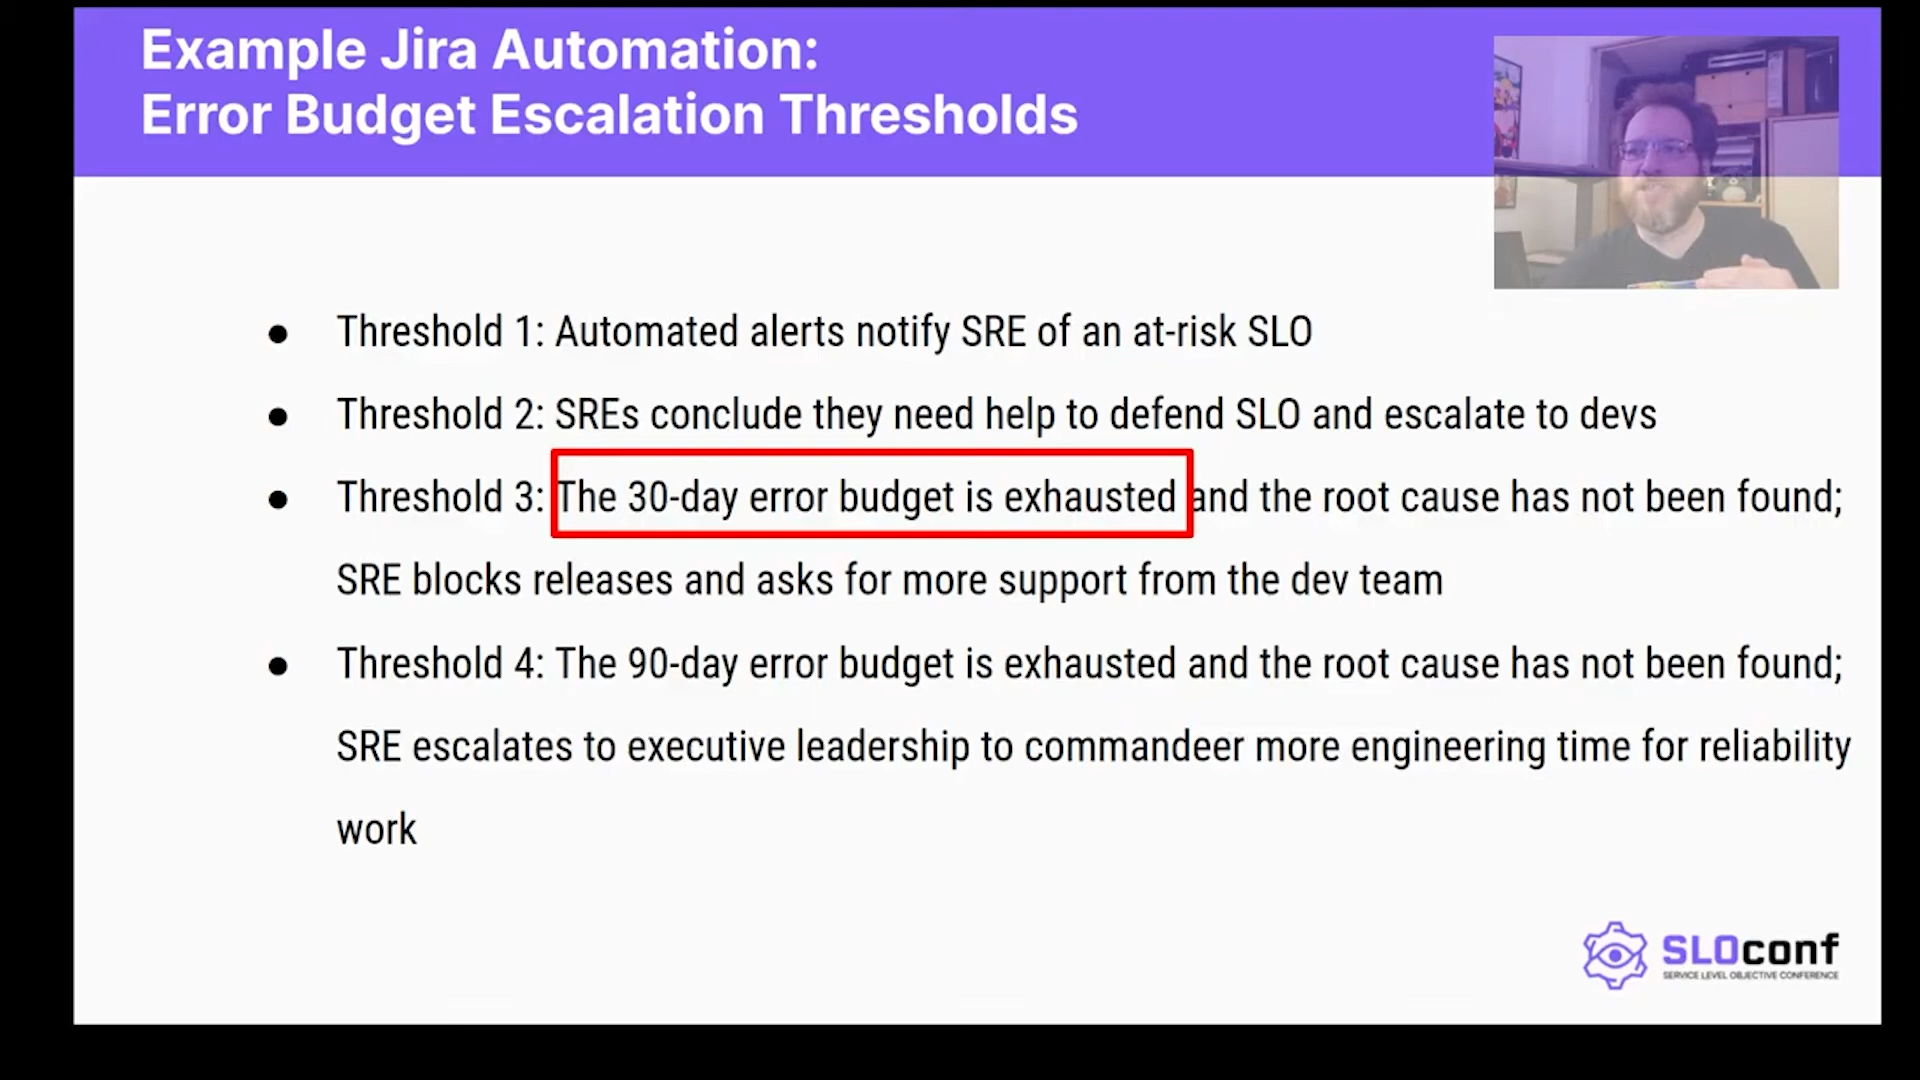 Example Jira Automation:
Error Budget Escalation Thresholds
● Threshold 1: Automated alerts notify SRE of an at-risk SLO
● Threshold 2: SREs conclude they need help to defend SLO and escalate to devs
● Threshold 3: The 30-day error budget is exhausted and the root cause has not been found;
SRE blocks releases and asks for more support from the dev team
● Threshold 4: The 90-day error budget is exhausted and the root cause has not been found;
SRE escalates to executive leadership to commandeer more engineering time for reliability
work
SLOconf
SERVICE LEVEL OBJECTIVE CONFERENCE